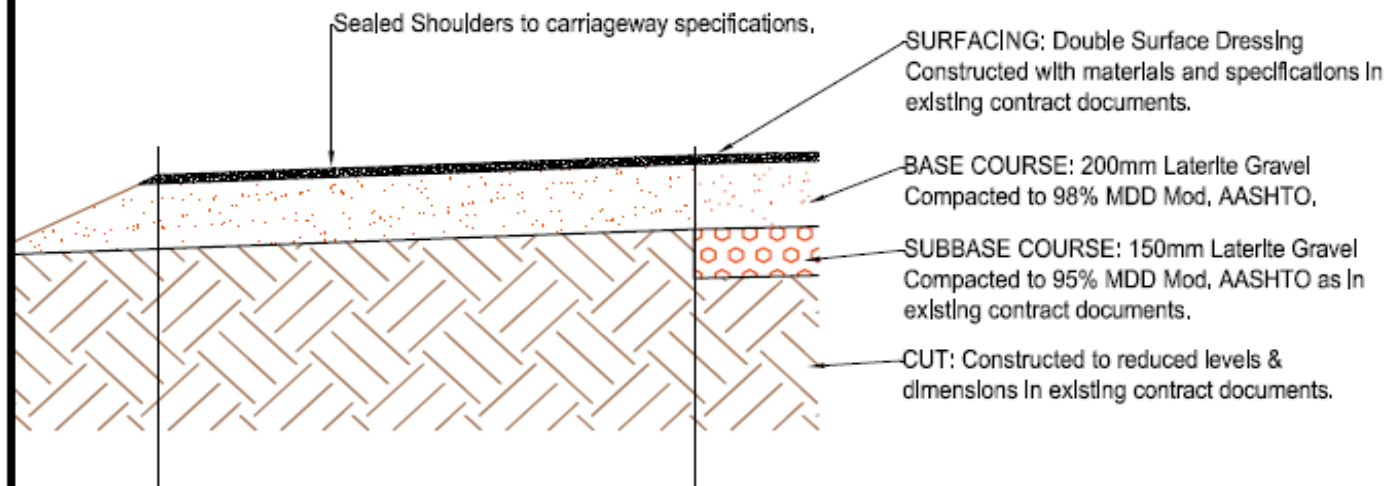 Sealed Shoulders to carriageway specifications.
SURFACING: Double Surface Dressing
Constructed with materials and specifications in
existing contract documents.
BASE COURSE: 200mm Laterite Gravel
Compacted to 98% MDD Mod. AASHTO.
SUBBASE COURSE: 150mm Laterite Gravel
Compacted to 95% MDD Mod. AASHTO as in
existing contract documents.
CUT: Constructed to reduced levels &
dimensions in existing contract documents.